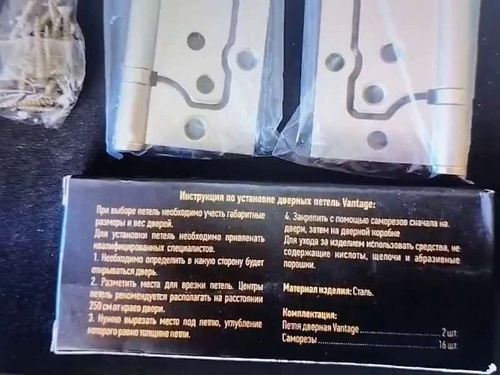 Инструкция по установке дверных петель Vantage:
При выборе петель необходимо учесть габаритные
размеры и вес дверей.
Для установки петель необходимо привлекать
квалифицированных специалистов.
1. Необходимо определить в какую сторону будет
открываться дверь.
2. Разметить места для врезки петель. Центры
петель рекомендуется располагать на расстоянии
250 см от краев двери.
3. Нужно вырезать место под петлю, углубление
которого равно толщине петли.
4. Закрепить с помощью саморезов сначала на
двери, затем на дверной коробке
Для ухода за изделием использовать средства, не
содержащие кислоты, щелочи и абразивные
порошки.
Материал изделия: Сталь.
Комплектация:
Петля дверная Vantage 2 шт.
Саморезы 16 шт.